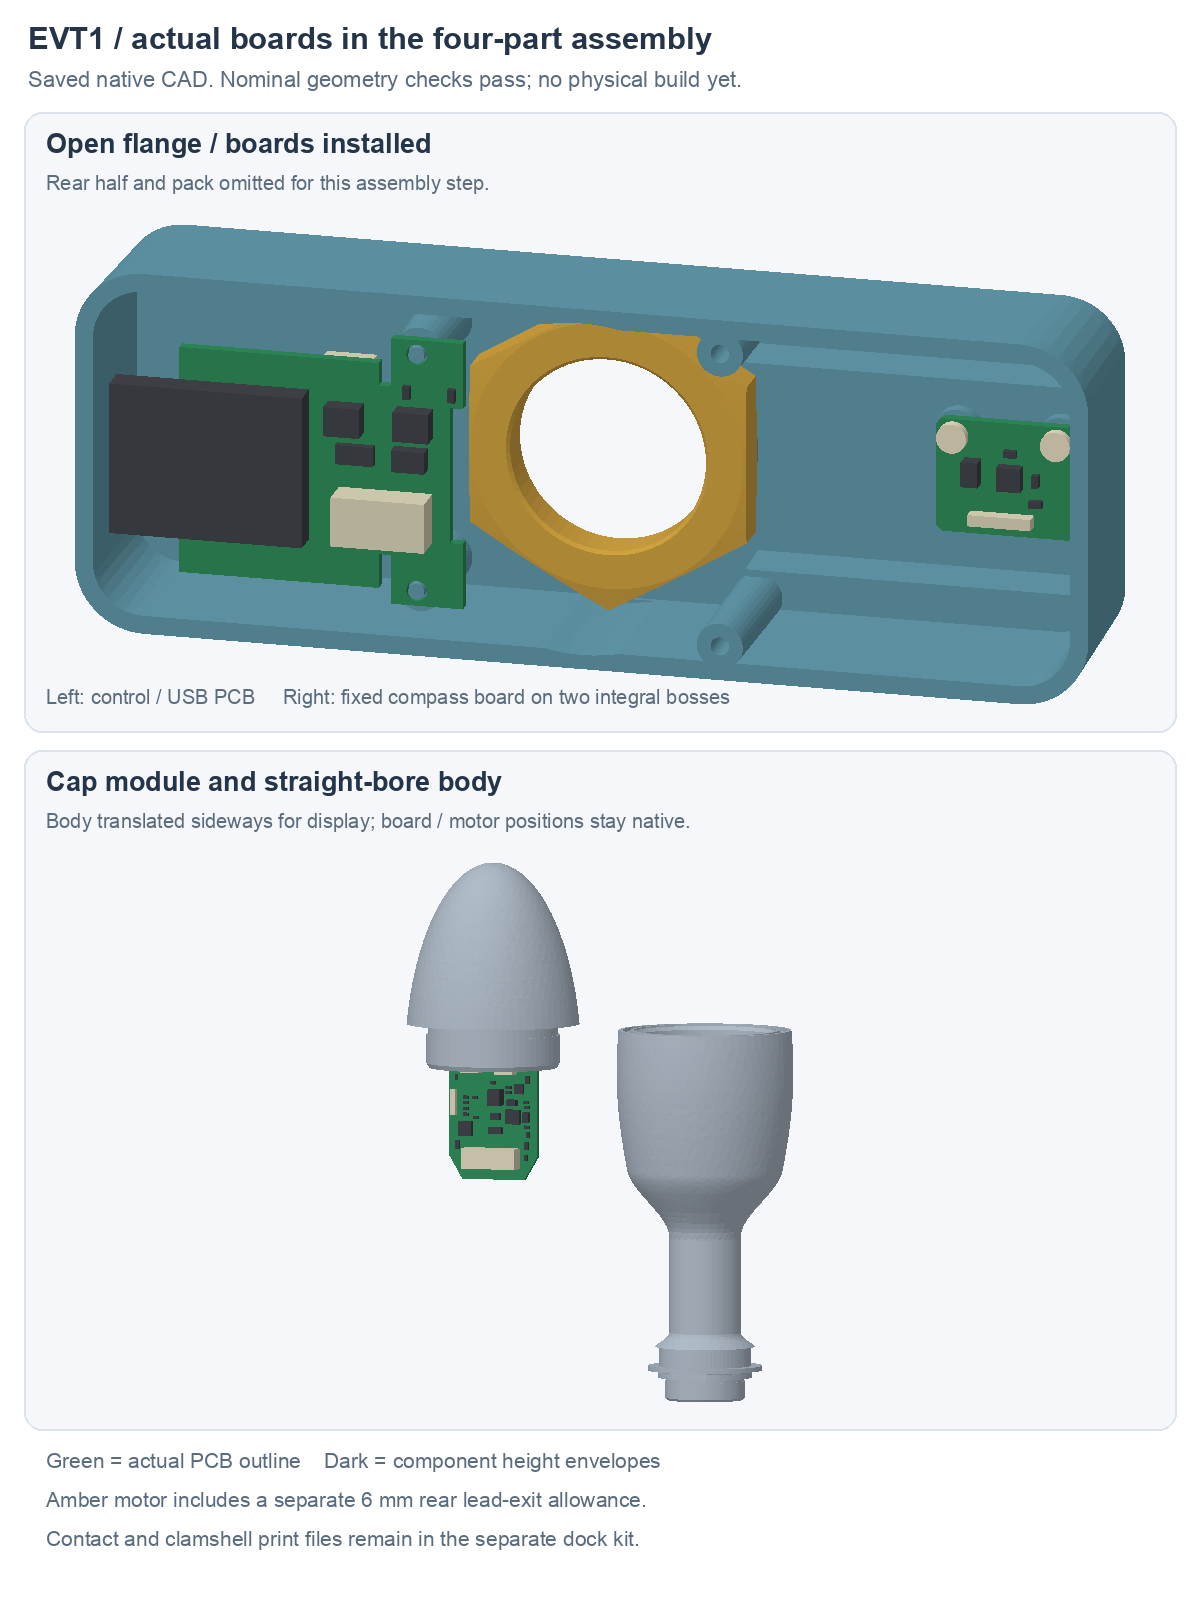 EVT1 / actual boards in the four-part assembly
Saved native CAD. Nominal geometry checks pass; no physical build yet.
Open flange / boards installed
Rear half and pack omitted for this assembly step.
Left: control / USB PCB Right: fixed compass board on two integral bosses
Cap module and straight-bore body
Body translated sideways for display; board / motor positions stay native.
Green = actual PCB outline Dark = component height envelopes
Amber motor includes a separate 6 mm rear lead-exit allowance.
Contact and clamshell print files remain in the separate dock kit.